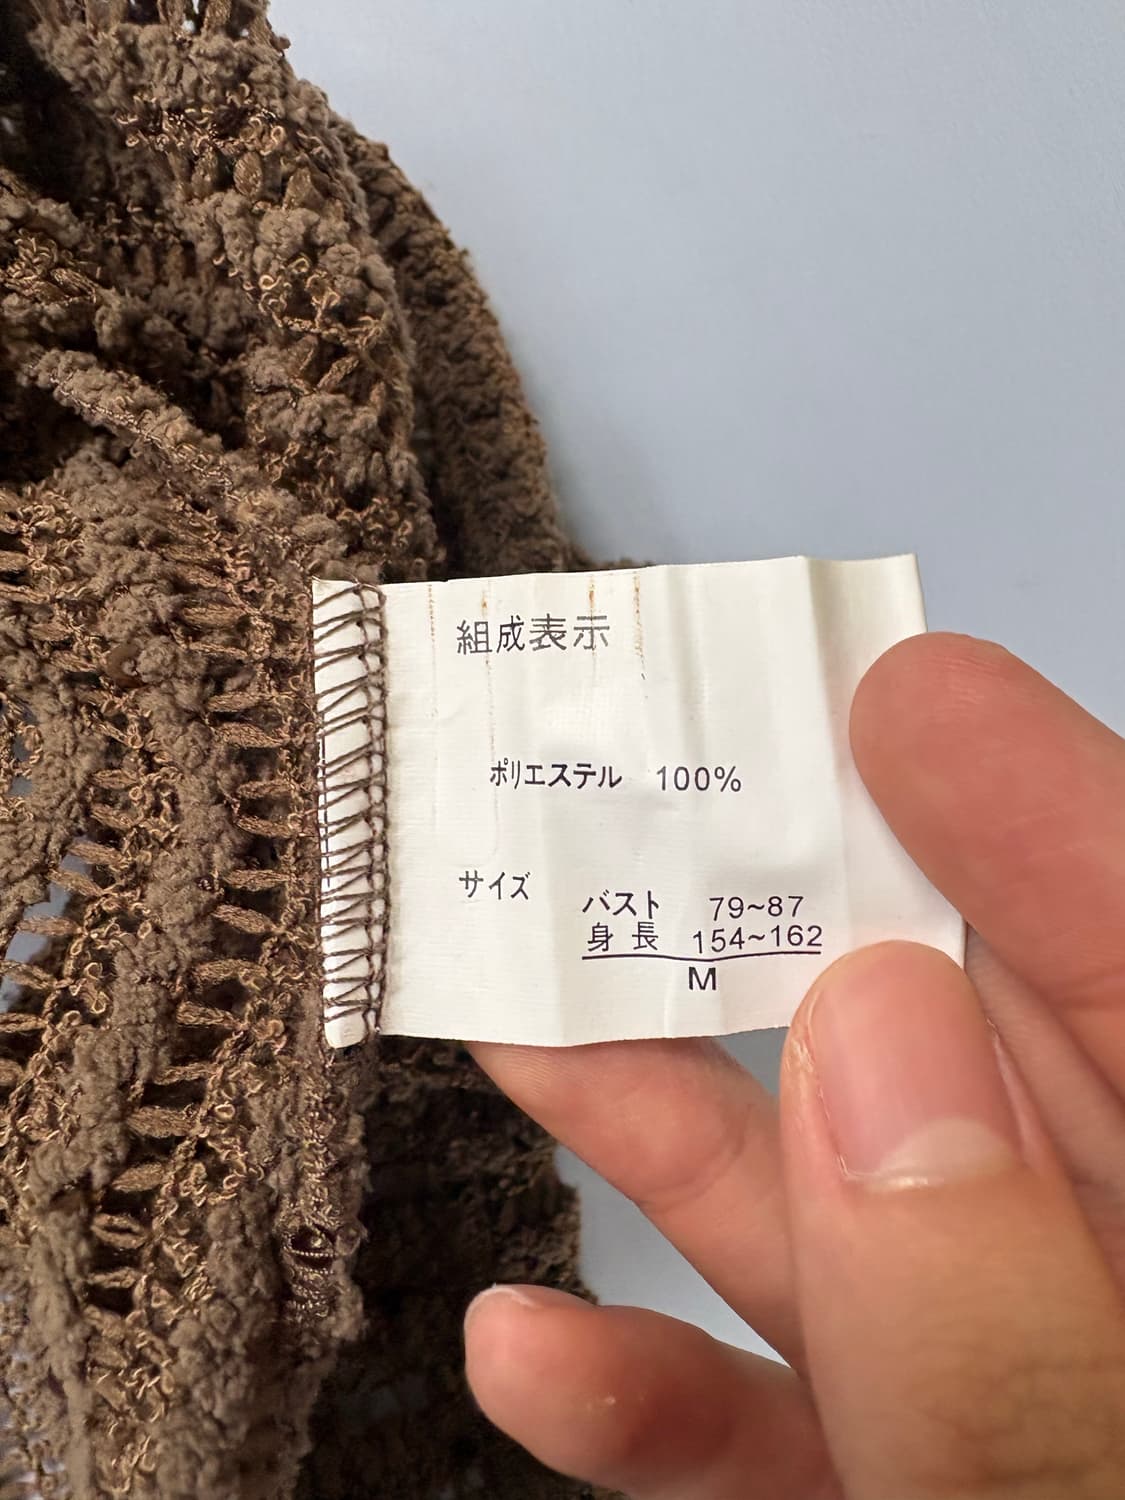 組成表示
ポリエステル 100%
サイズ
バスト 79~87
身長 154~162
M